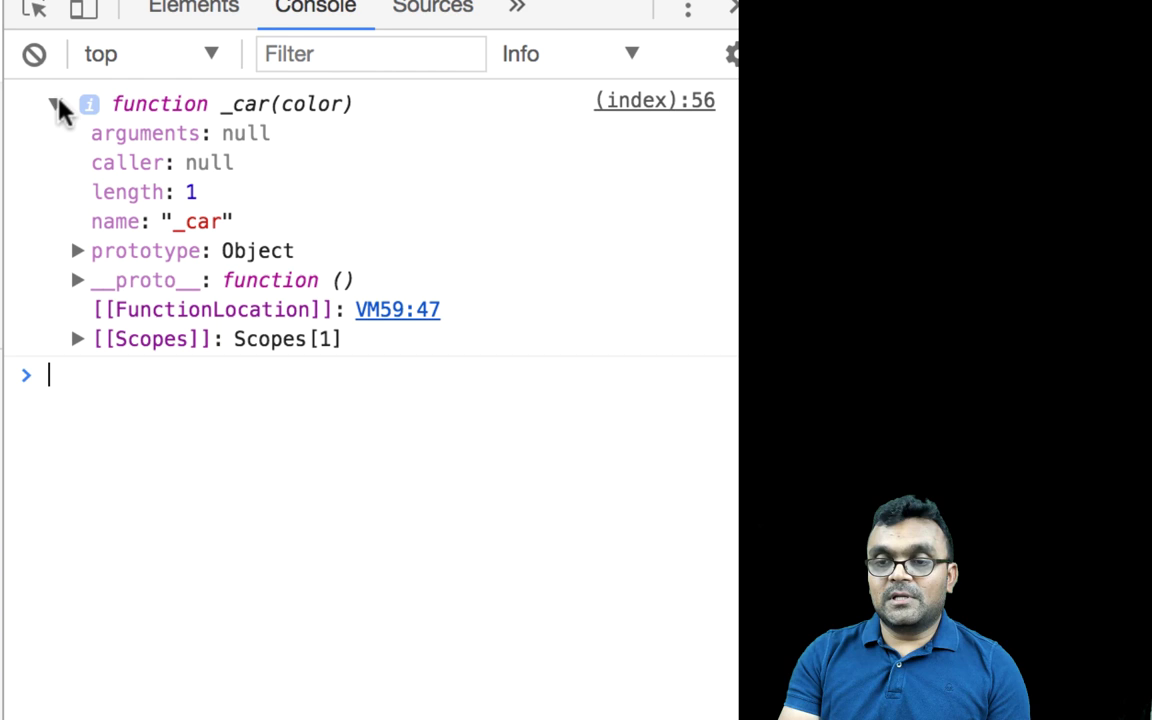 Elements Console Sources »
top Filter Info
function _car(color) (index):56
arguments: null
caller: null
length: 1
name: "_car"
prototype: Object
__proto__: function ()
[[FunctionLocation]]: VM59:47
[[Scopes]]: Scopes[1]